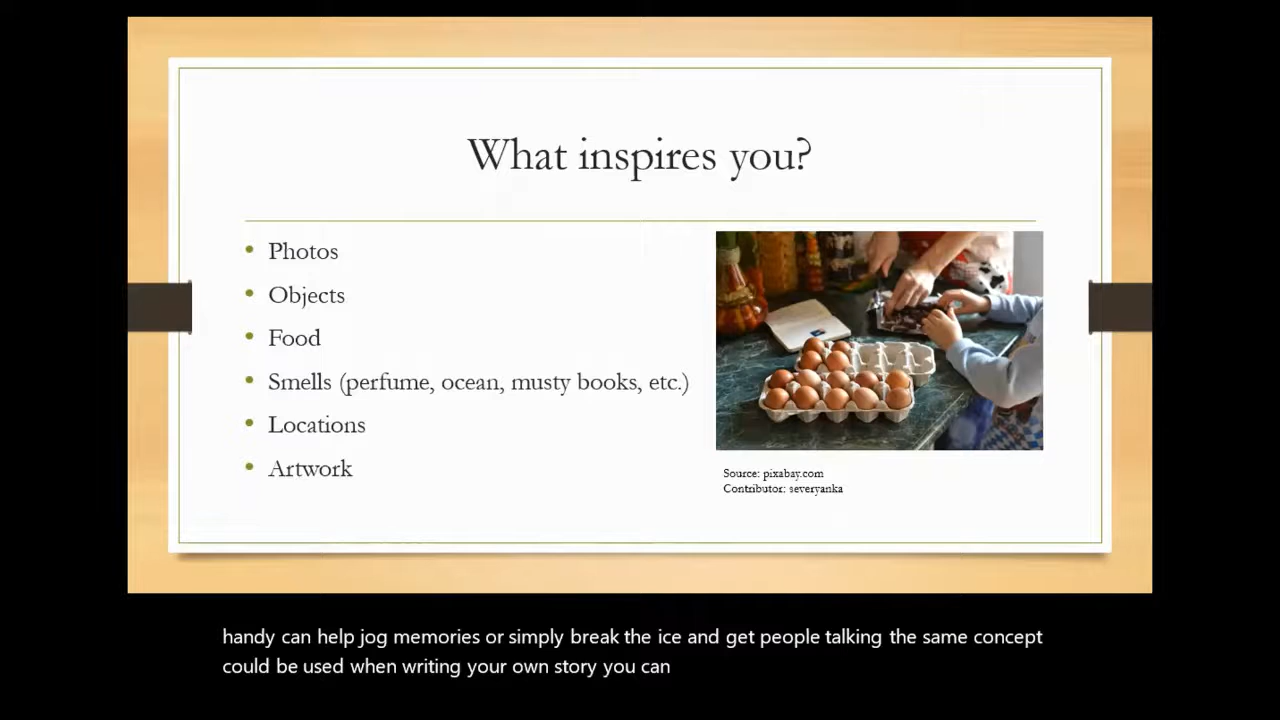 What inspires you?
Photos
Objects
Food
Smells (perfume, ocean, musty books, etc.)
Locations
Artwork
Source: pixabay.com
Contributor: severyanka
handy can help jog memories or simply break the ice and get people talking the same concept
could be used when writing your own story you can